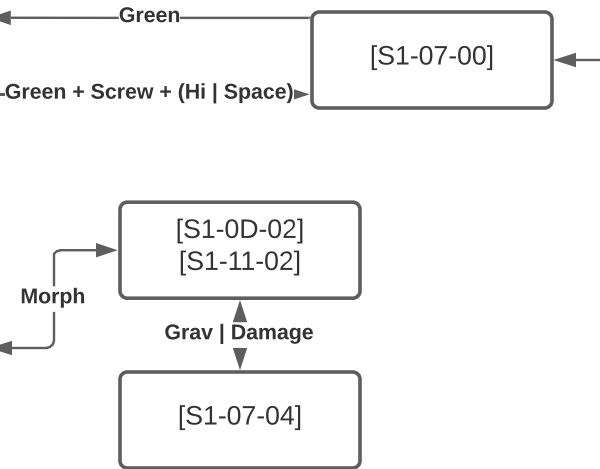 Green
[S1-07-00]
Green + Screw + (Hi | Space)
[S1-0D-02]
[S1-11-02]
Morph
Grav | Damage
[S1-07-04]